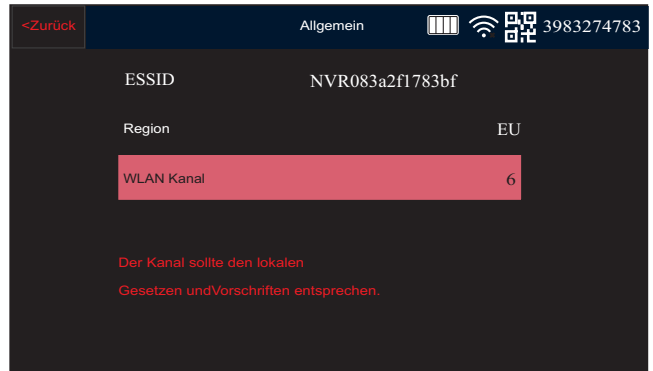 <Zurück Allgemein 3983274783
ESSID NVR083a2f1783bf
Region EU
WLAN Kanal 6
Der Kanal sollte den lokalen
Gesetzen undVorschriften entsprechen.